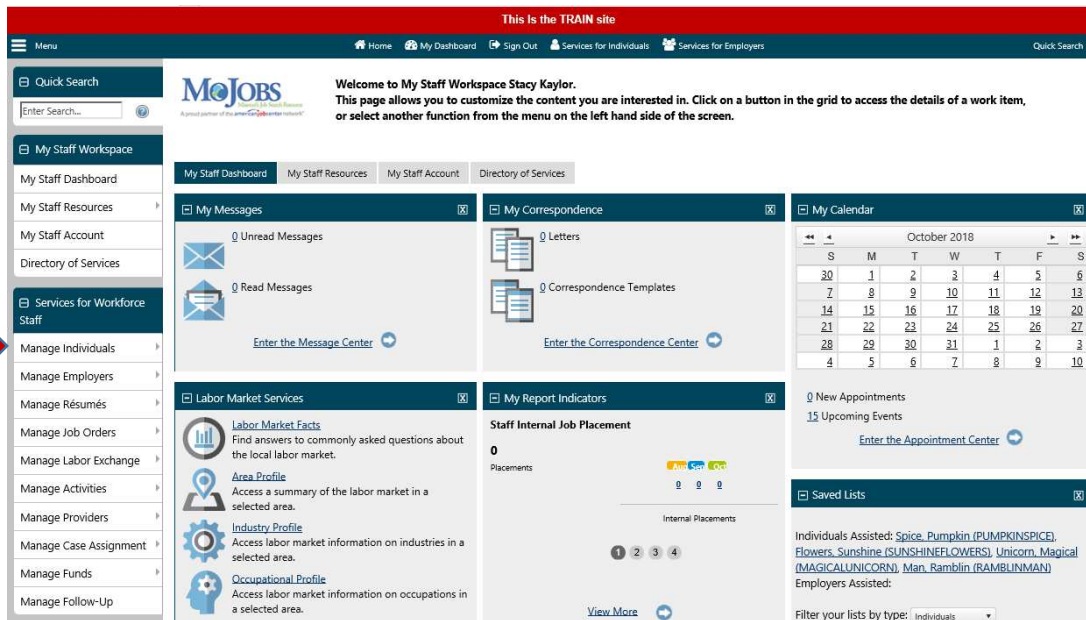 This Is the TRAIN site
Menu
Home
My Dashboard
Sign Out
Services for Individuals
Services for Employers
Quick Search
Quick Search
Enter Search...
My Staff Workspace
My Staff Dashboard
My Staff Resources
My Staff Account
Directory of Services
Services for Workforce
Staff
Manage Individuals
Manage Employers
Manage Résumés
Manage Job Orders
Manage Labor Exchange
Manage Activities
Manage Providers
Manage Case Assignment
Manage Funds
Manage Follow-Up
MoJOBS
A proud partner of the americanjobcenter network
Welcome to My Staff Workspace Stacy Kaylor.
This page allows you to customize the content you are interested in. Click on a button in the grid to access the details of a work item,
or select another function from the menu on the left hand side of the screen.
My Staff Dashboard
My Staff Resources
My Staff Account
Directory of Services
My Messages
0 Unread Messages
0 Read Messages
Enter the Message Center
My Correspondence
0 Letters
0 Correspondence Templates
Enter the Correspondence Center
My Calendar
October 2018
S M T W T F S
30 1 2 3 4 5 6
7 8 9 10 11 12 13
14 15 16 17 18 19 20
21 22 23 24 25 26 27
28 29 30 31 1 2 3
4 5 6 7 8 9 10
0 New Appointments
15 Upcoming Events
Enter the Appointment Center
Labor Market Services
Labor Market Facts
Find answers to commonly asked questions about
the local labor market.
Area Profile
Access a summary of the labor market in a
selected area.
Industry Profile
Access labor market information on industries in a
selected area.
Occupational Profile
Access labor market information on occupations in
a selected area.
My Report Indicators
Staff Internal Job Placement
0
Placements
Aug Sep Oct
0 0 0
Internal Placements
1 2 3 4
View More
Saved Lists
Individuals Assisted: Spice, Pumpkin (PUMPKINSPICE),
Flowers, Sunshine (SUNSHINEFLOWERS), Unicorn, Magical
(MAGICALUNICORN), Man, Ramblin (RAMBLINMAN)
Employers Assisted:
Filter your lists by type: Individuals